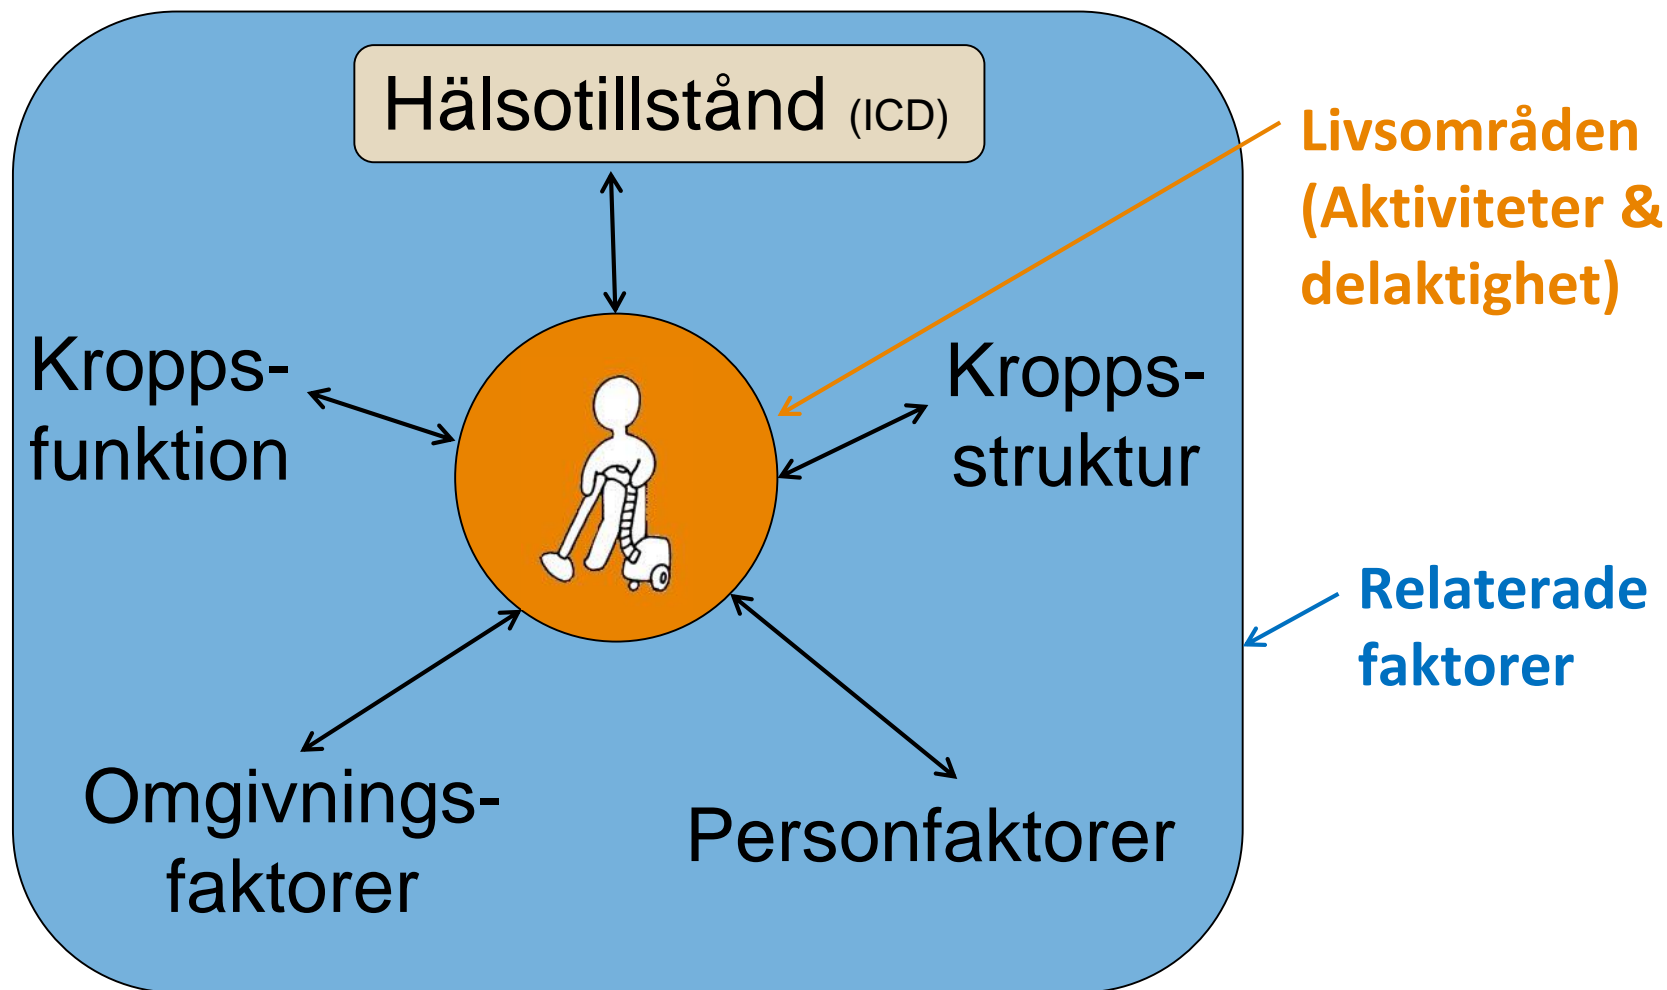 Hälsotillstånd (ICD)
Livsområden
(Aktiviteter &
delaktighet)
Kropps-
funktion
Kropps-
struktur
Relaterade
faktorer
Omgivnings-
faktorer
Personfaktorer